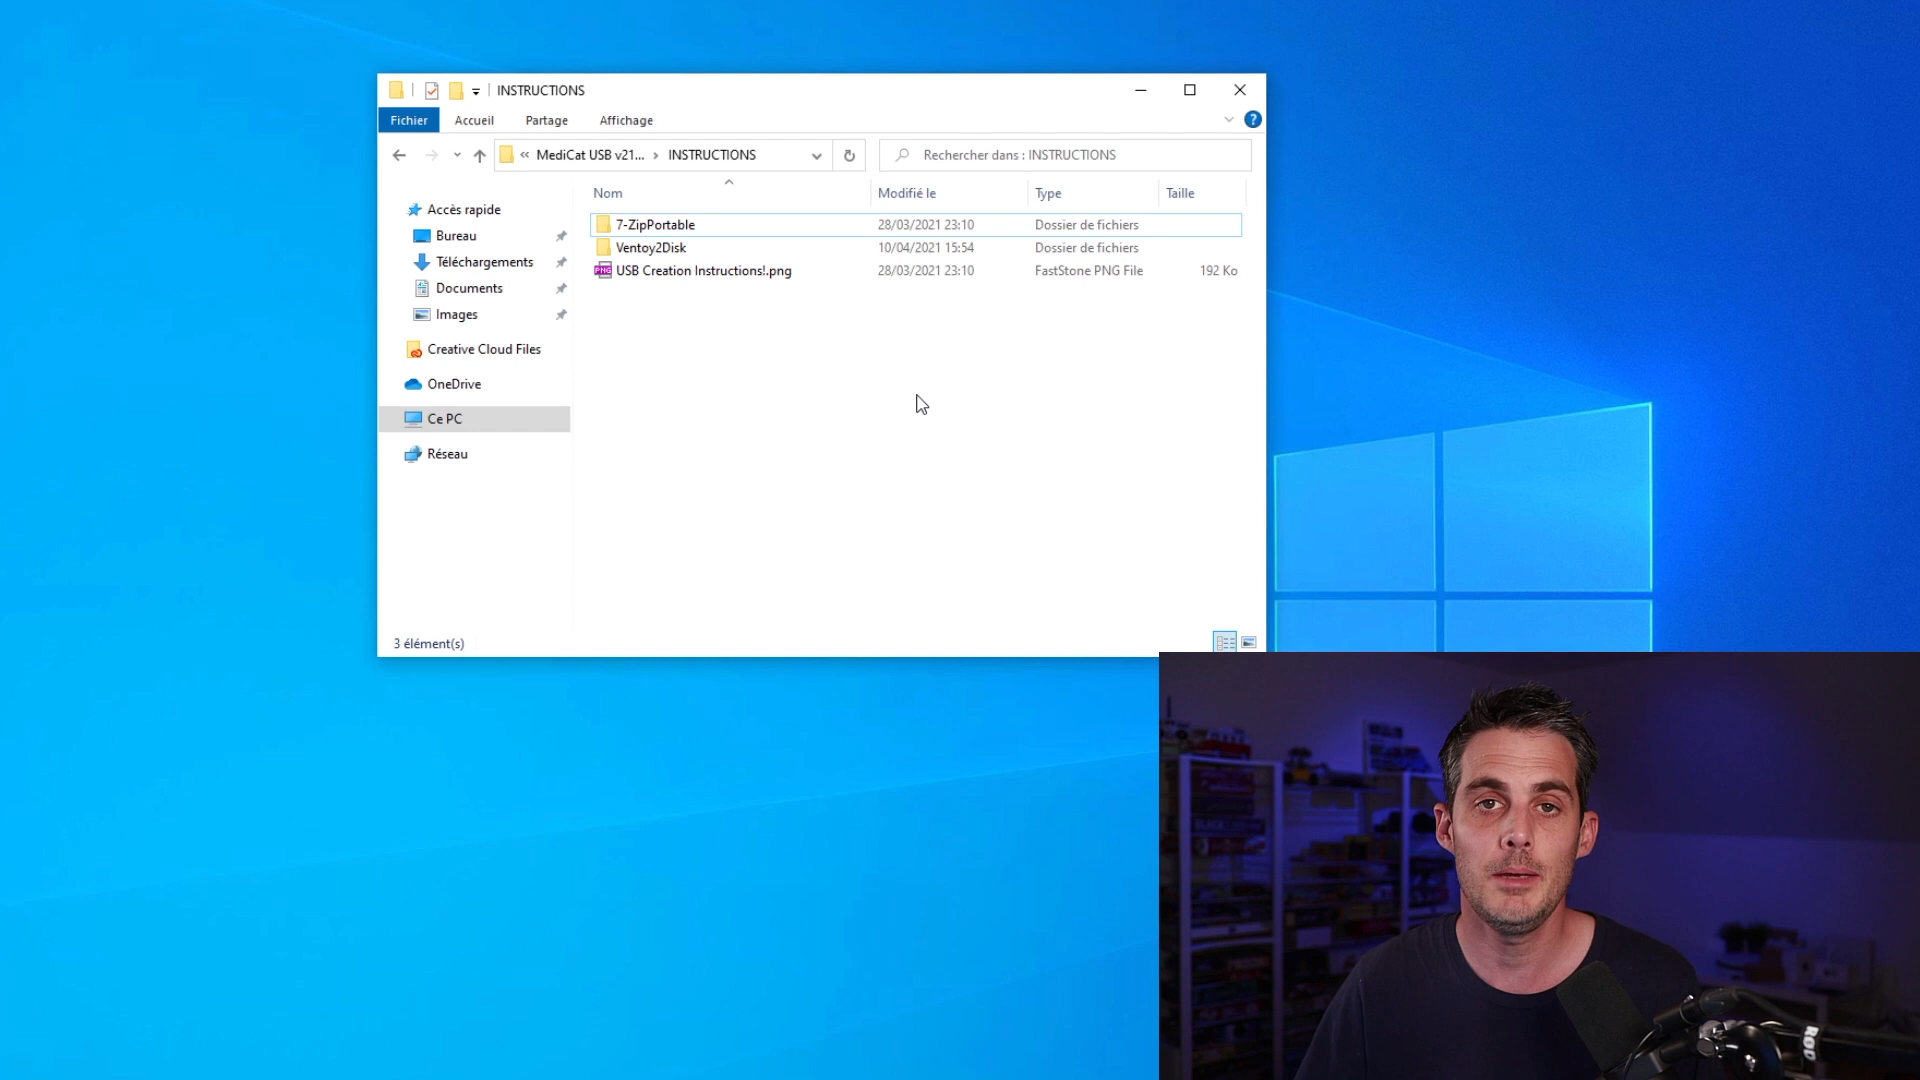 INSTRUCTIONS
Fichier Accueil Partage Affichage
« MediCat USB v21... › INSTRUCTIONS
Rechercher dans : INSTRUCTIONS
Nom Modifié le Type Taille
Accès rapide
Bureau
Téléchargements
Documents
Images
Creative Cloud Files
OneDrive
Ce PC
Réseau
7-ZipPortable 28/03/2021 23:10 Dossier de fichiers
Ventoy2Disk 10/04/2021 15:54 Dossier de fichiers
PNG USB Creation Instructions!.png 28/03/2021 23:10 FastStone PNG File 192 Ko
3 élément(s)
RØDE